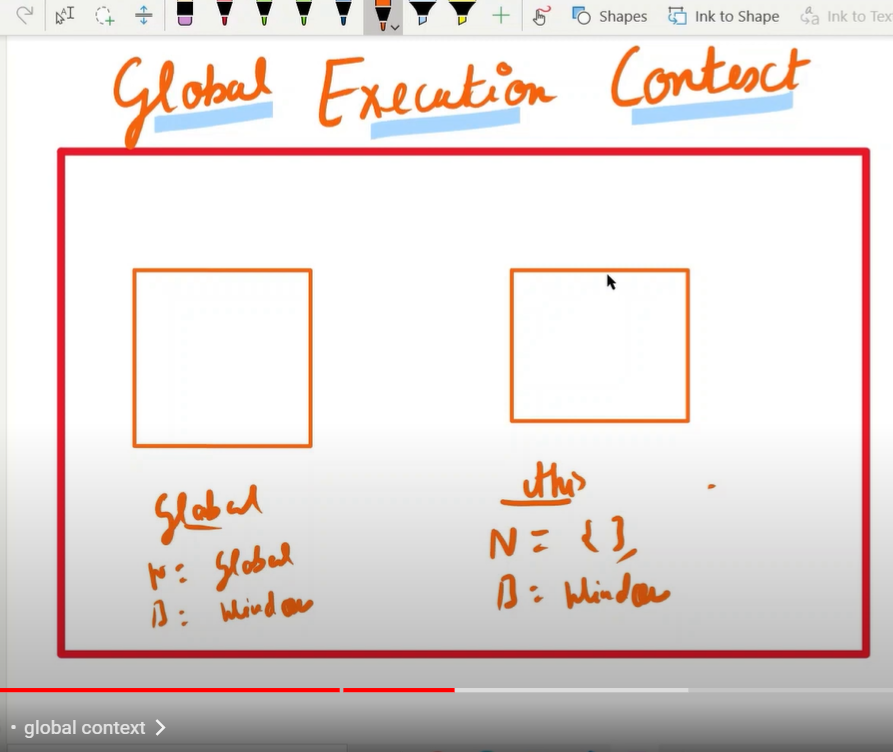 Shapes Ink to Shape Ink to Tex
Global Execution Context
Global
N: Global
B: Window
this
N = { }
B: Window
• global context